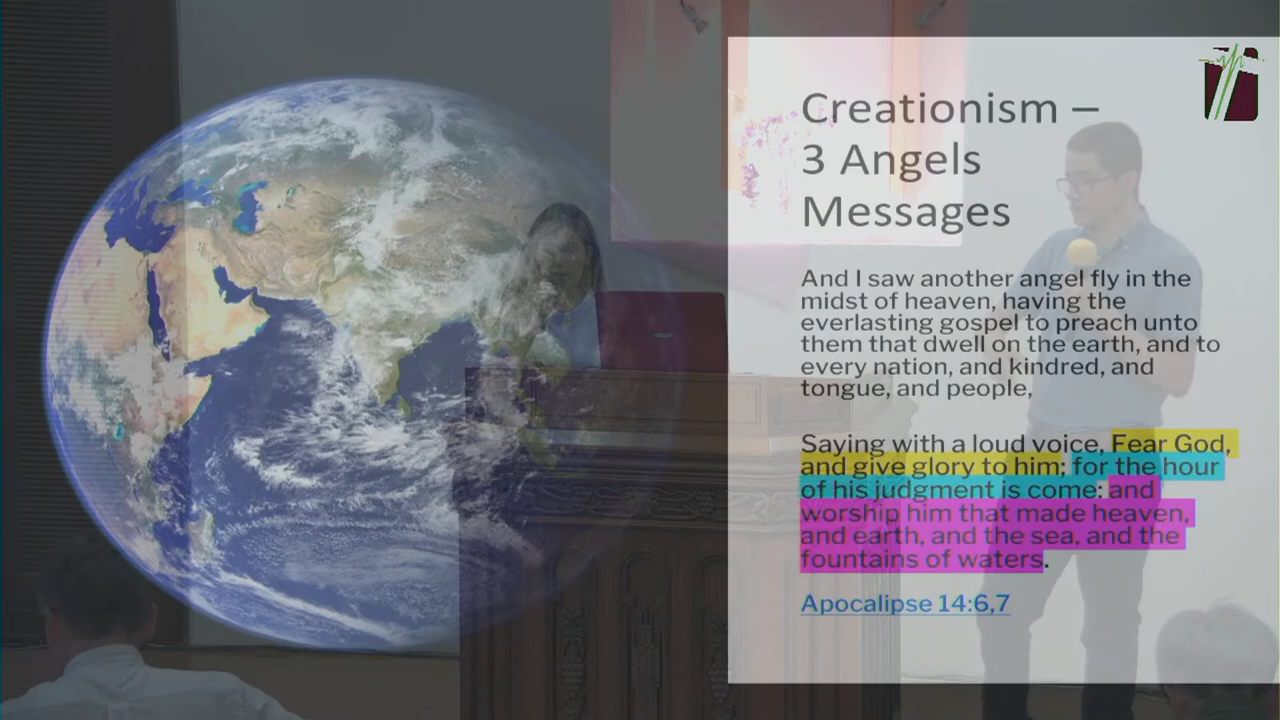 Creationism –
3 Angels
Messages
And I saw another angel fly in the
midst of heaven, having the
everlasting gospel to preach unto
them that dwell on the earth, and to
every nation, and kindred, and
tongue, and people,
Saying with a loud voice, Fear God,
and give glory to him; for the hour
of his judgment is come: and
worship him that made heaven,
and earth, and the sea, and the
fountains of waters.
Apocalipse 14:6,7